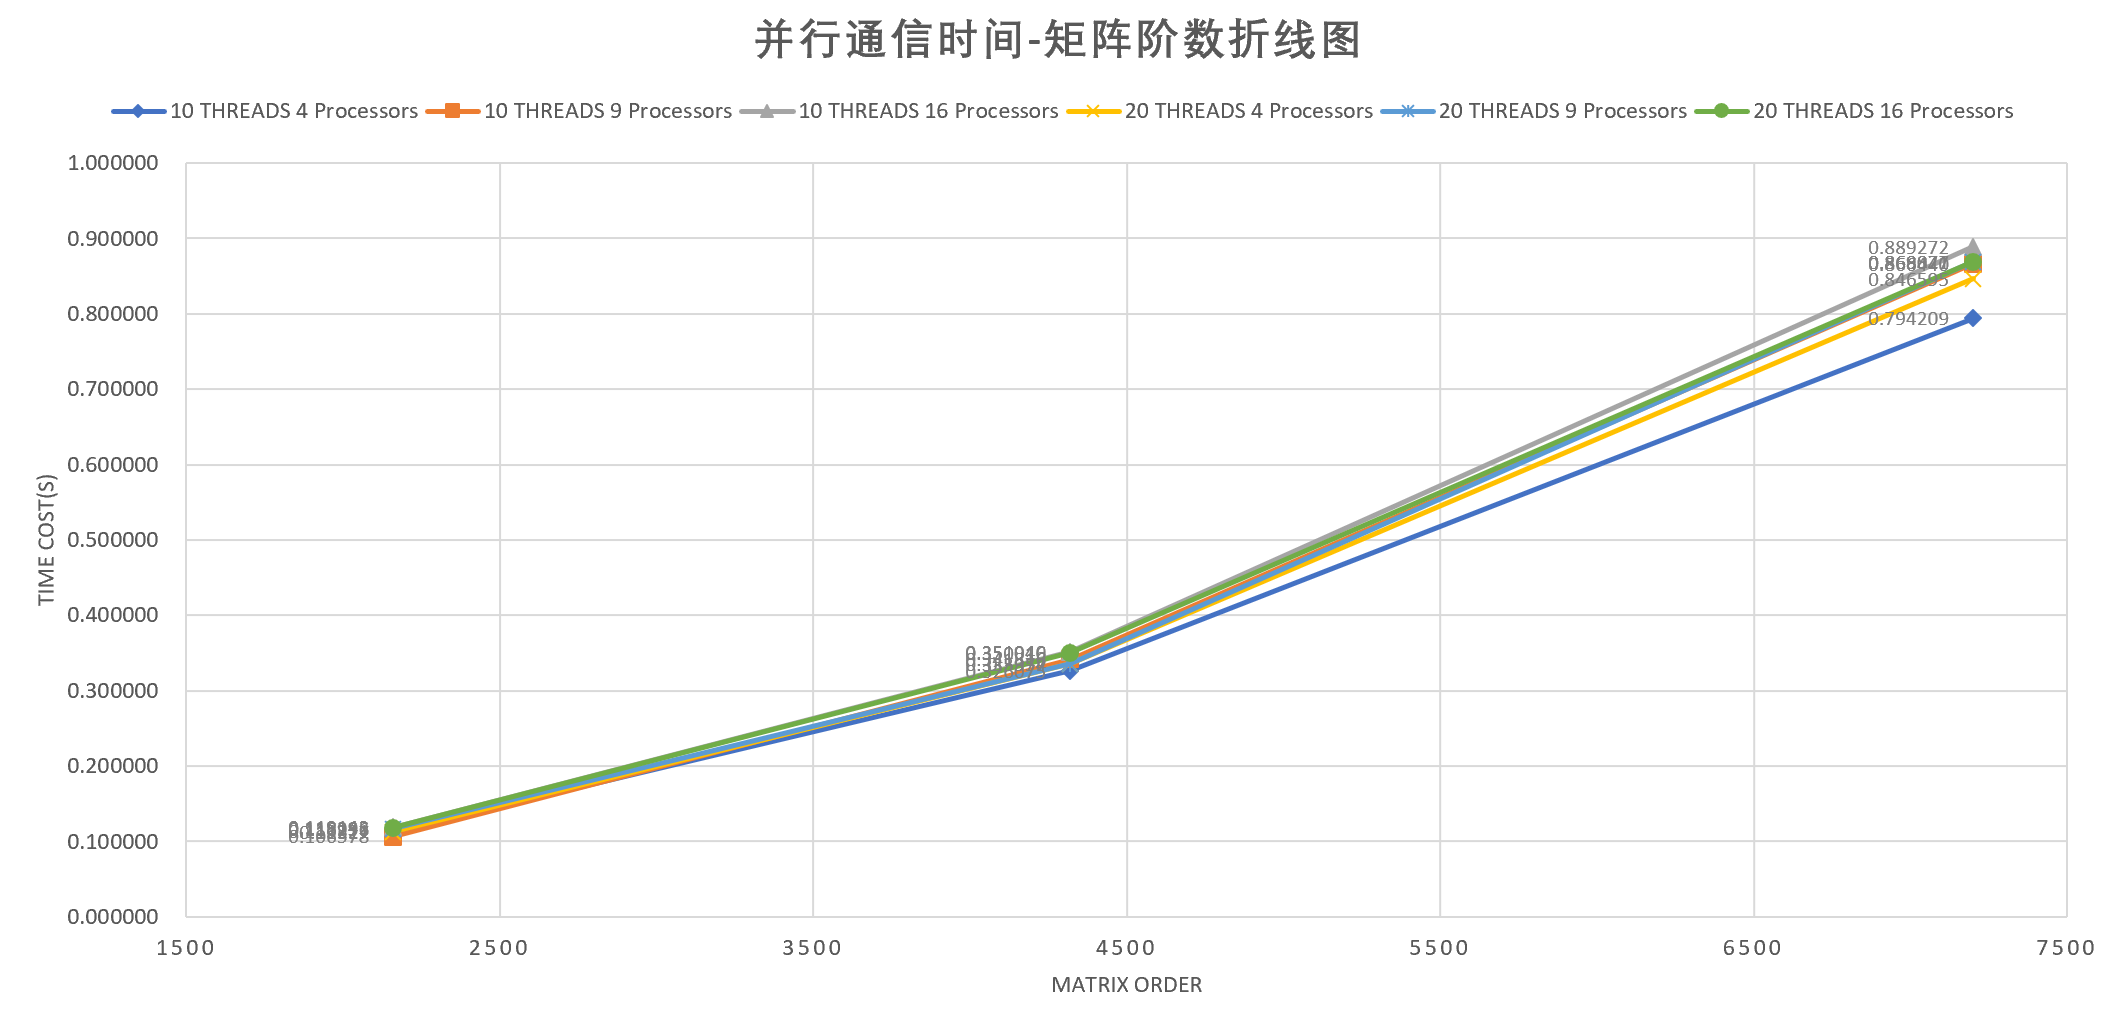 并行通信时间-矩阵阶数折线图
10 THREADS 4 Processors 10 THREADS 9 Processors 10 THREADS 16 Processors 20 THREADS 4 Processors 20 THREADS 9 Processors 20 THREADS 16 Processors
1.000000
0.900000
0.800000
0.700000
0.600000
0.500000
0.400000
0.300000
0.200000
0.100000
0.000000
TIME COST(S)
0.889272
0.846595
0.794209
1500 2500 3500 4500 5500 6500 7500
MATRIX ORDER